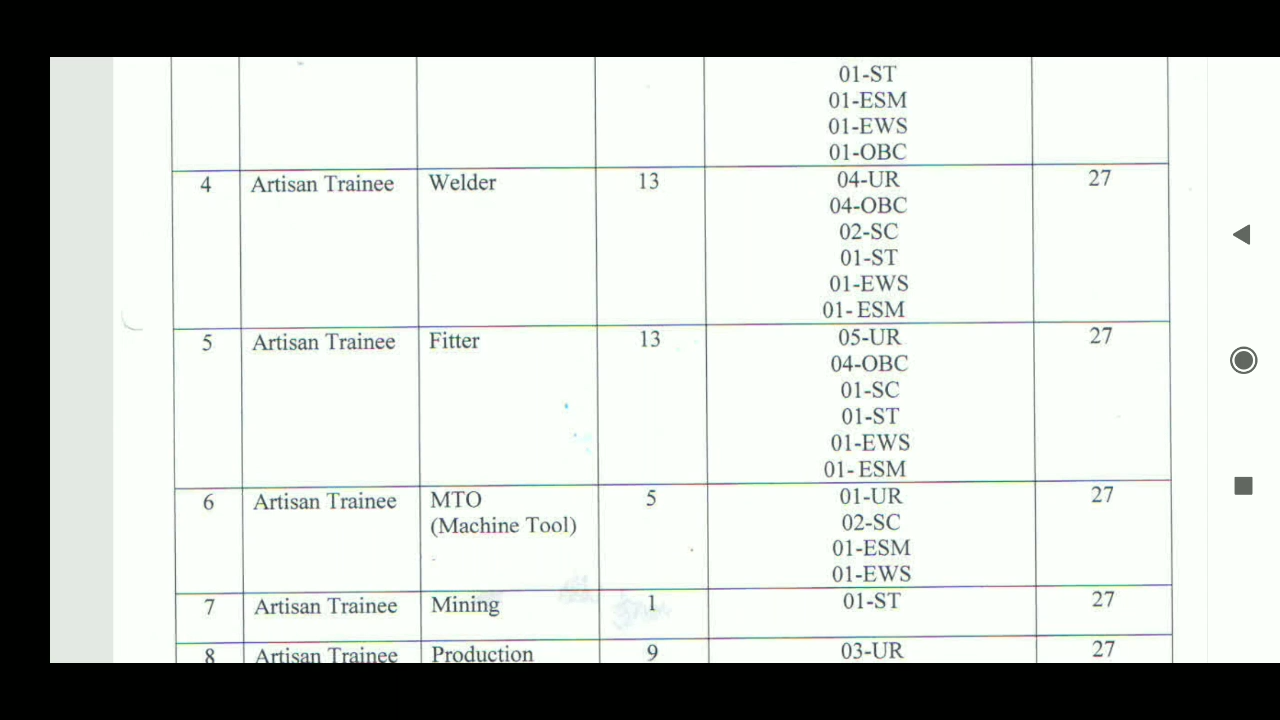 01-ST
01-ESM
01-EWS
01-OBC
4 Artisan Trainee Welder 13 04-UR 27
04-OBC
02-SC
01-ST
01-EWS
01- ESM
5 Artisan Trainee Fitter 13 05-UR 27
04-OBC
01-SC
01-ST
01-EWS
01- ESM
6 Artisan Trainee MTO 5 01-UR 27
(Machine Tool) 02-SC
01-ESM
01-EWS
7 Artisan Trainee Mining 1 01-ST 27
8 Artisan Trainee Production 9 03-UR 27